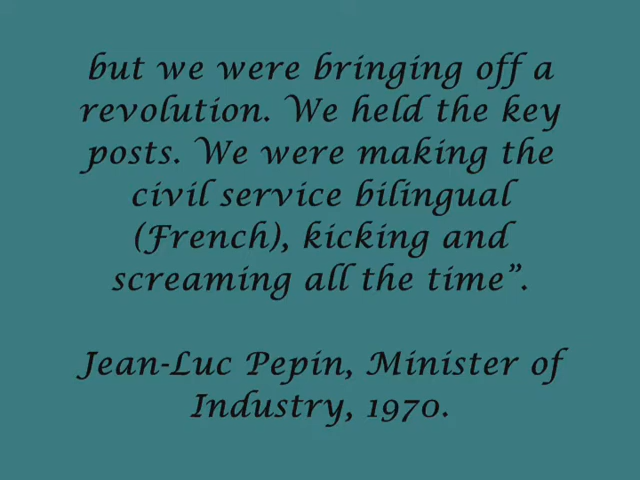 but we were bringing off a
revolution. We held the key
posts. We were making the
civil service bilingual
(French), kicking and
screaming all the time”.
Jean-Luc Pepin, Minister of
Industry, 1970.